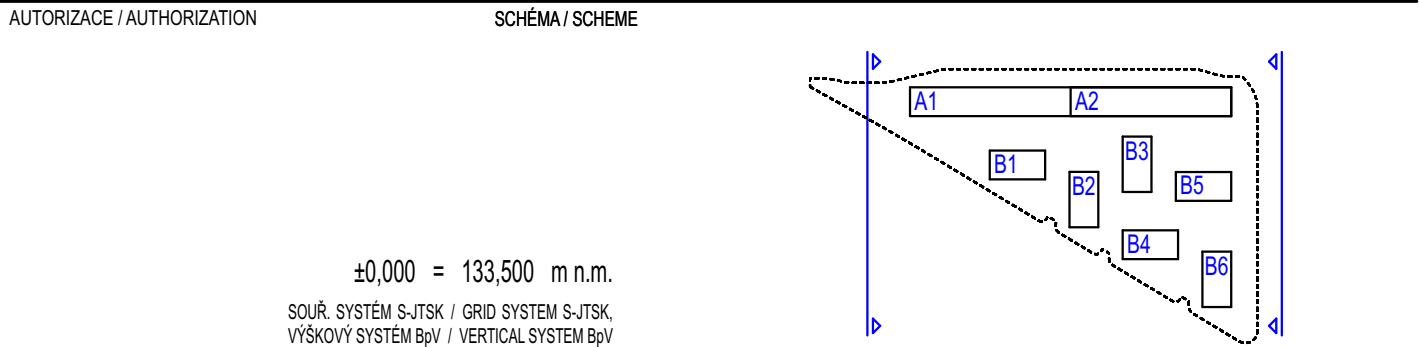 AUTORIZACE / AUTHORIZATION
SCHÉMA / SCHEME
A1
A2
B1
B2
B3
B5
B4
B6
±0,000 = 133,500 m n.m.
SOUŘ. SYSTÉM S-JTSK / GRID SYSTEM S-JTSK,
VÝŠKOVÝ SYSTÉM BpV / VERTICAL SYSTEM BpV